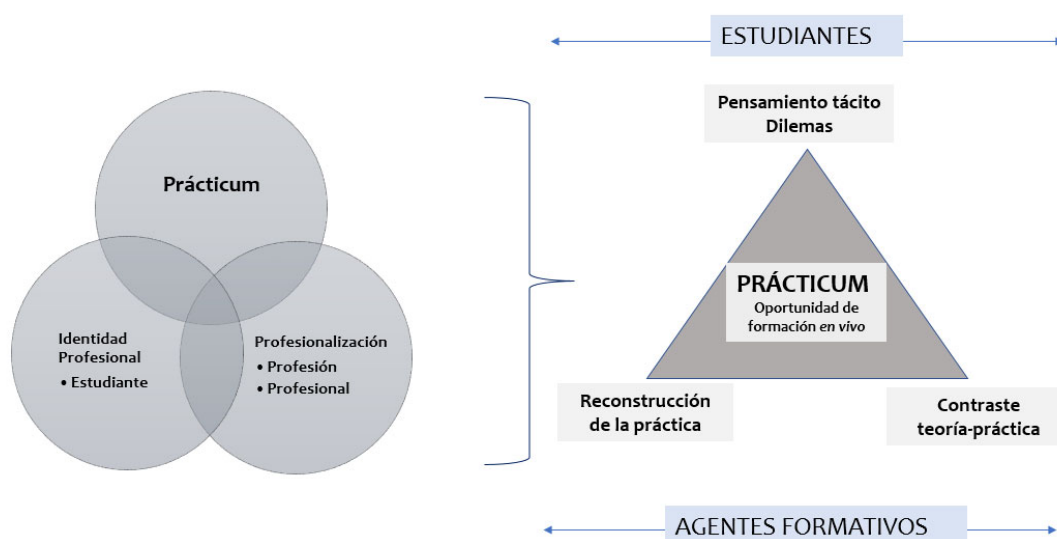 Prácticum
Identidad
Profesional
• Estudiante
Profesionalización
• Profesión
• Profesional
ESTUDIANTES
Pensamiento tácito
Dilemas
PRÁCTICUM
Oportunidad de
formación en vivo
Reconstrucción
de la práctica
Contraste
teoría-práctica
AGENTES FORMATIVOS